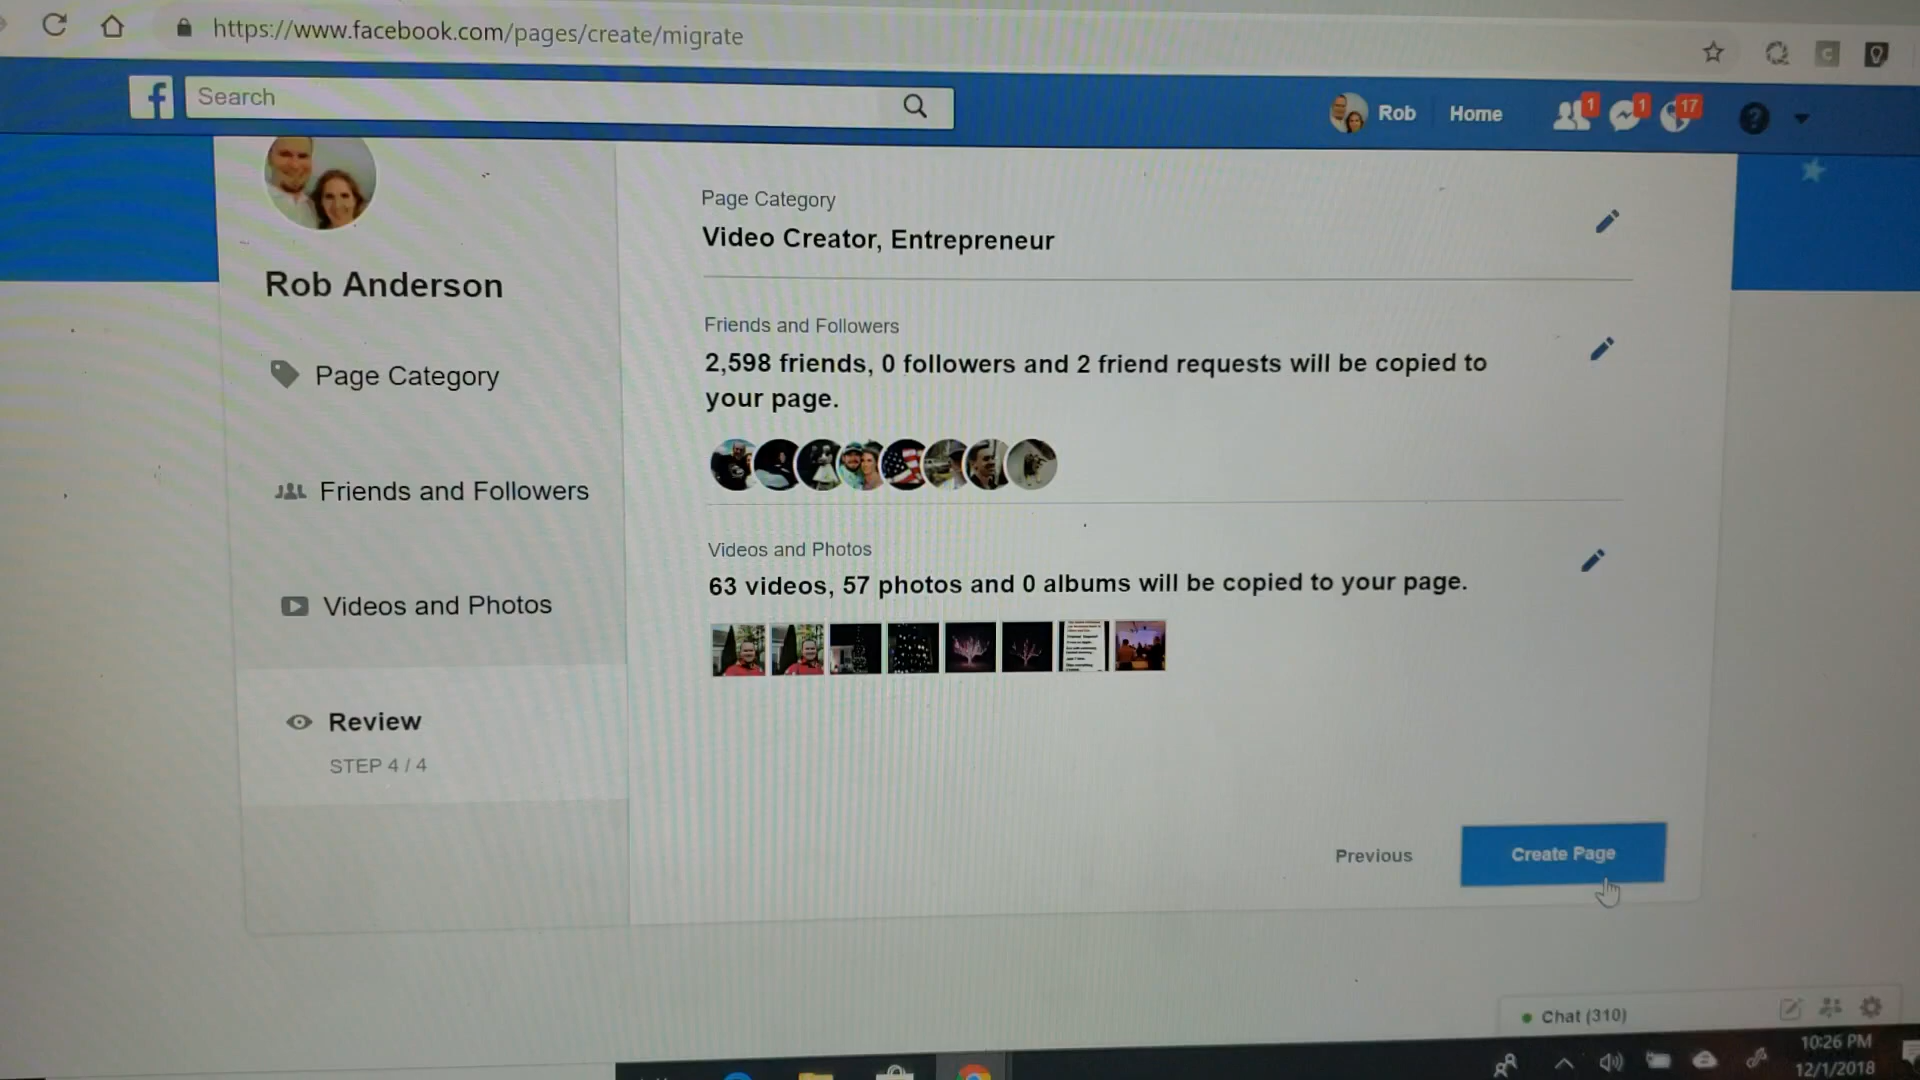 https://www.facebook.com/pages/create/migrate
f
Search
Rob
Home
1
1
17
?
Rob Anderson
Page Category
Friends and Followers
Videos and Photos
Review
STEP 4 / 4
Page Category
Video Creator, Entrepreneur
Friends and Followers
2,598 friends, 0 followers and 2 friend requests will be copied to
your page.
Videos and Photos
63 videos, 57 photos and 0 albums will be copied to your page.
Previous
Create Page
Chat (310)
10:26 PM
12/1/2018